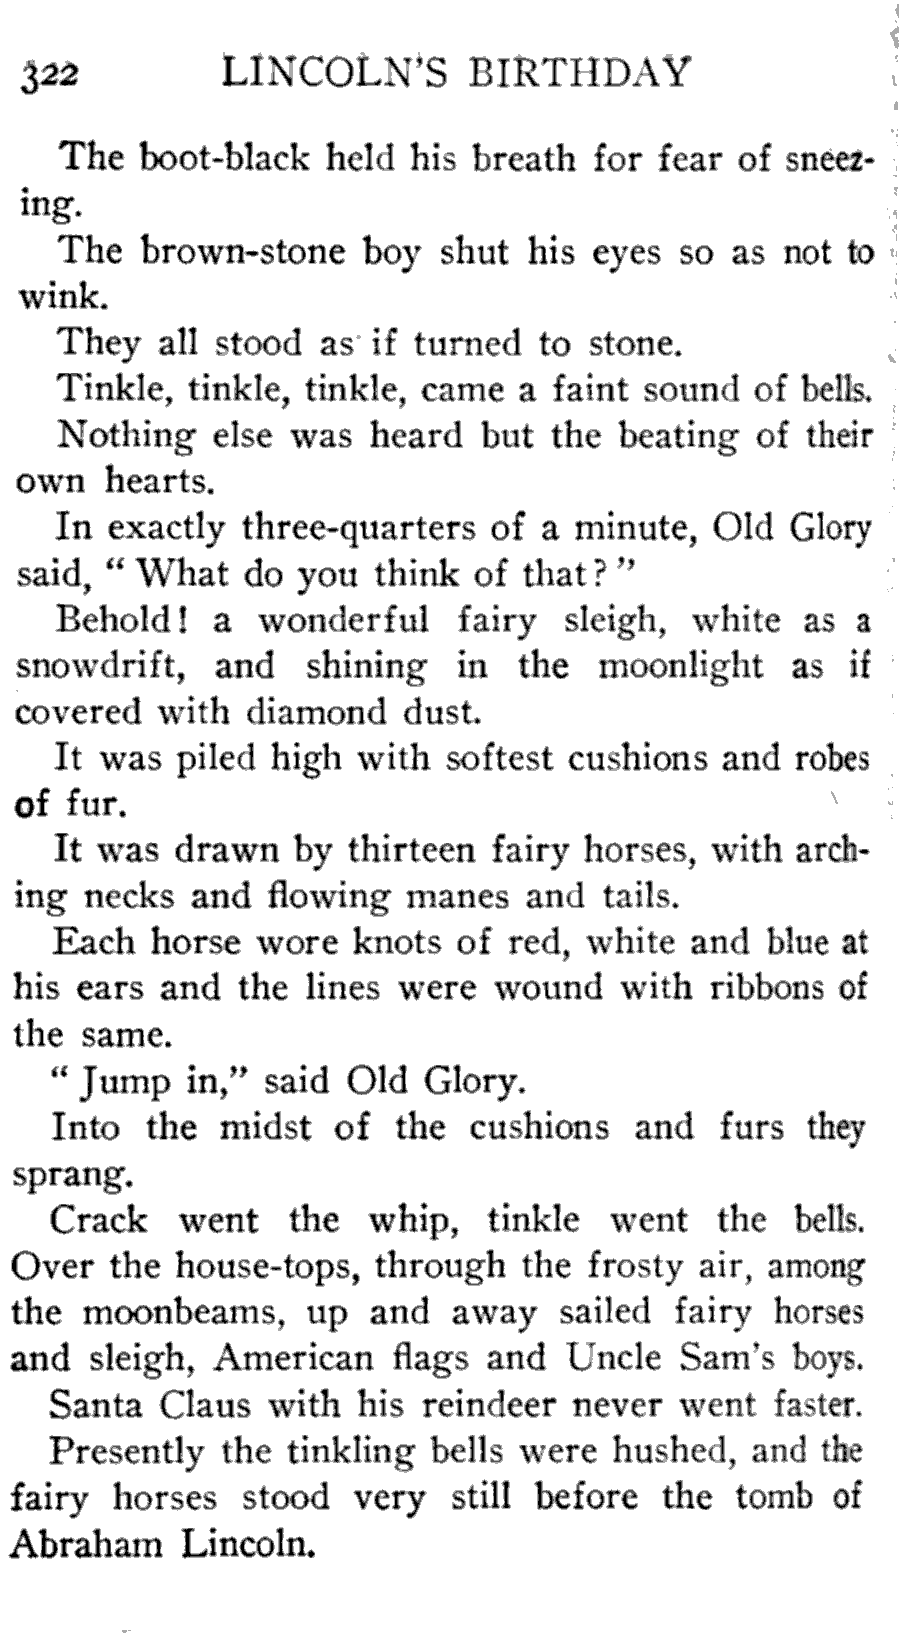 322 LINCOLN'S BIRTHDAY
The boot-black held his breath for fear of sneez-
ing.
The brown-stone boy shut his eyes so as not to
wink.
They all stood as if turned to stone.
Tinkle, tinkle, tinkle, came a faint sound of bells.
Nothing else was heard but the beating of their
own hearts.
In exactly three-quarters of a minute, Old Glory
said, “ What do you think of that? ”
Behold! a wonderful fairy sleigh, white as a
snowdrift, and shining in the moonlight as if
covered with diamond dust.
It was piled high with softest cushions and robes
of fur.
It was drawn by thirteen fairy horses, with arch-
ing necks and flowing manes and tails.
Each horse wore knots of red, white and blue at
his ears and the lines were wound with ribbons of
the same.
“ Jump in,” said Old Glory.
Into the midst of the cushions and furs they
sprang.
Crack went the whip, tinkle went the bells.
Over the house-tops, through the frosty air, among
the moonbeams, up and away sailed fairy horses
and sleigh, American flags and Uncle Sam's boys.
Santa Claus with his reindeer never went faster.
Presently the tinkling bells were hushed, and the
fairy horses stood very still before the tomb of
Abraham Lincoln.